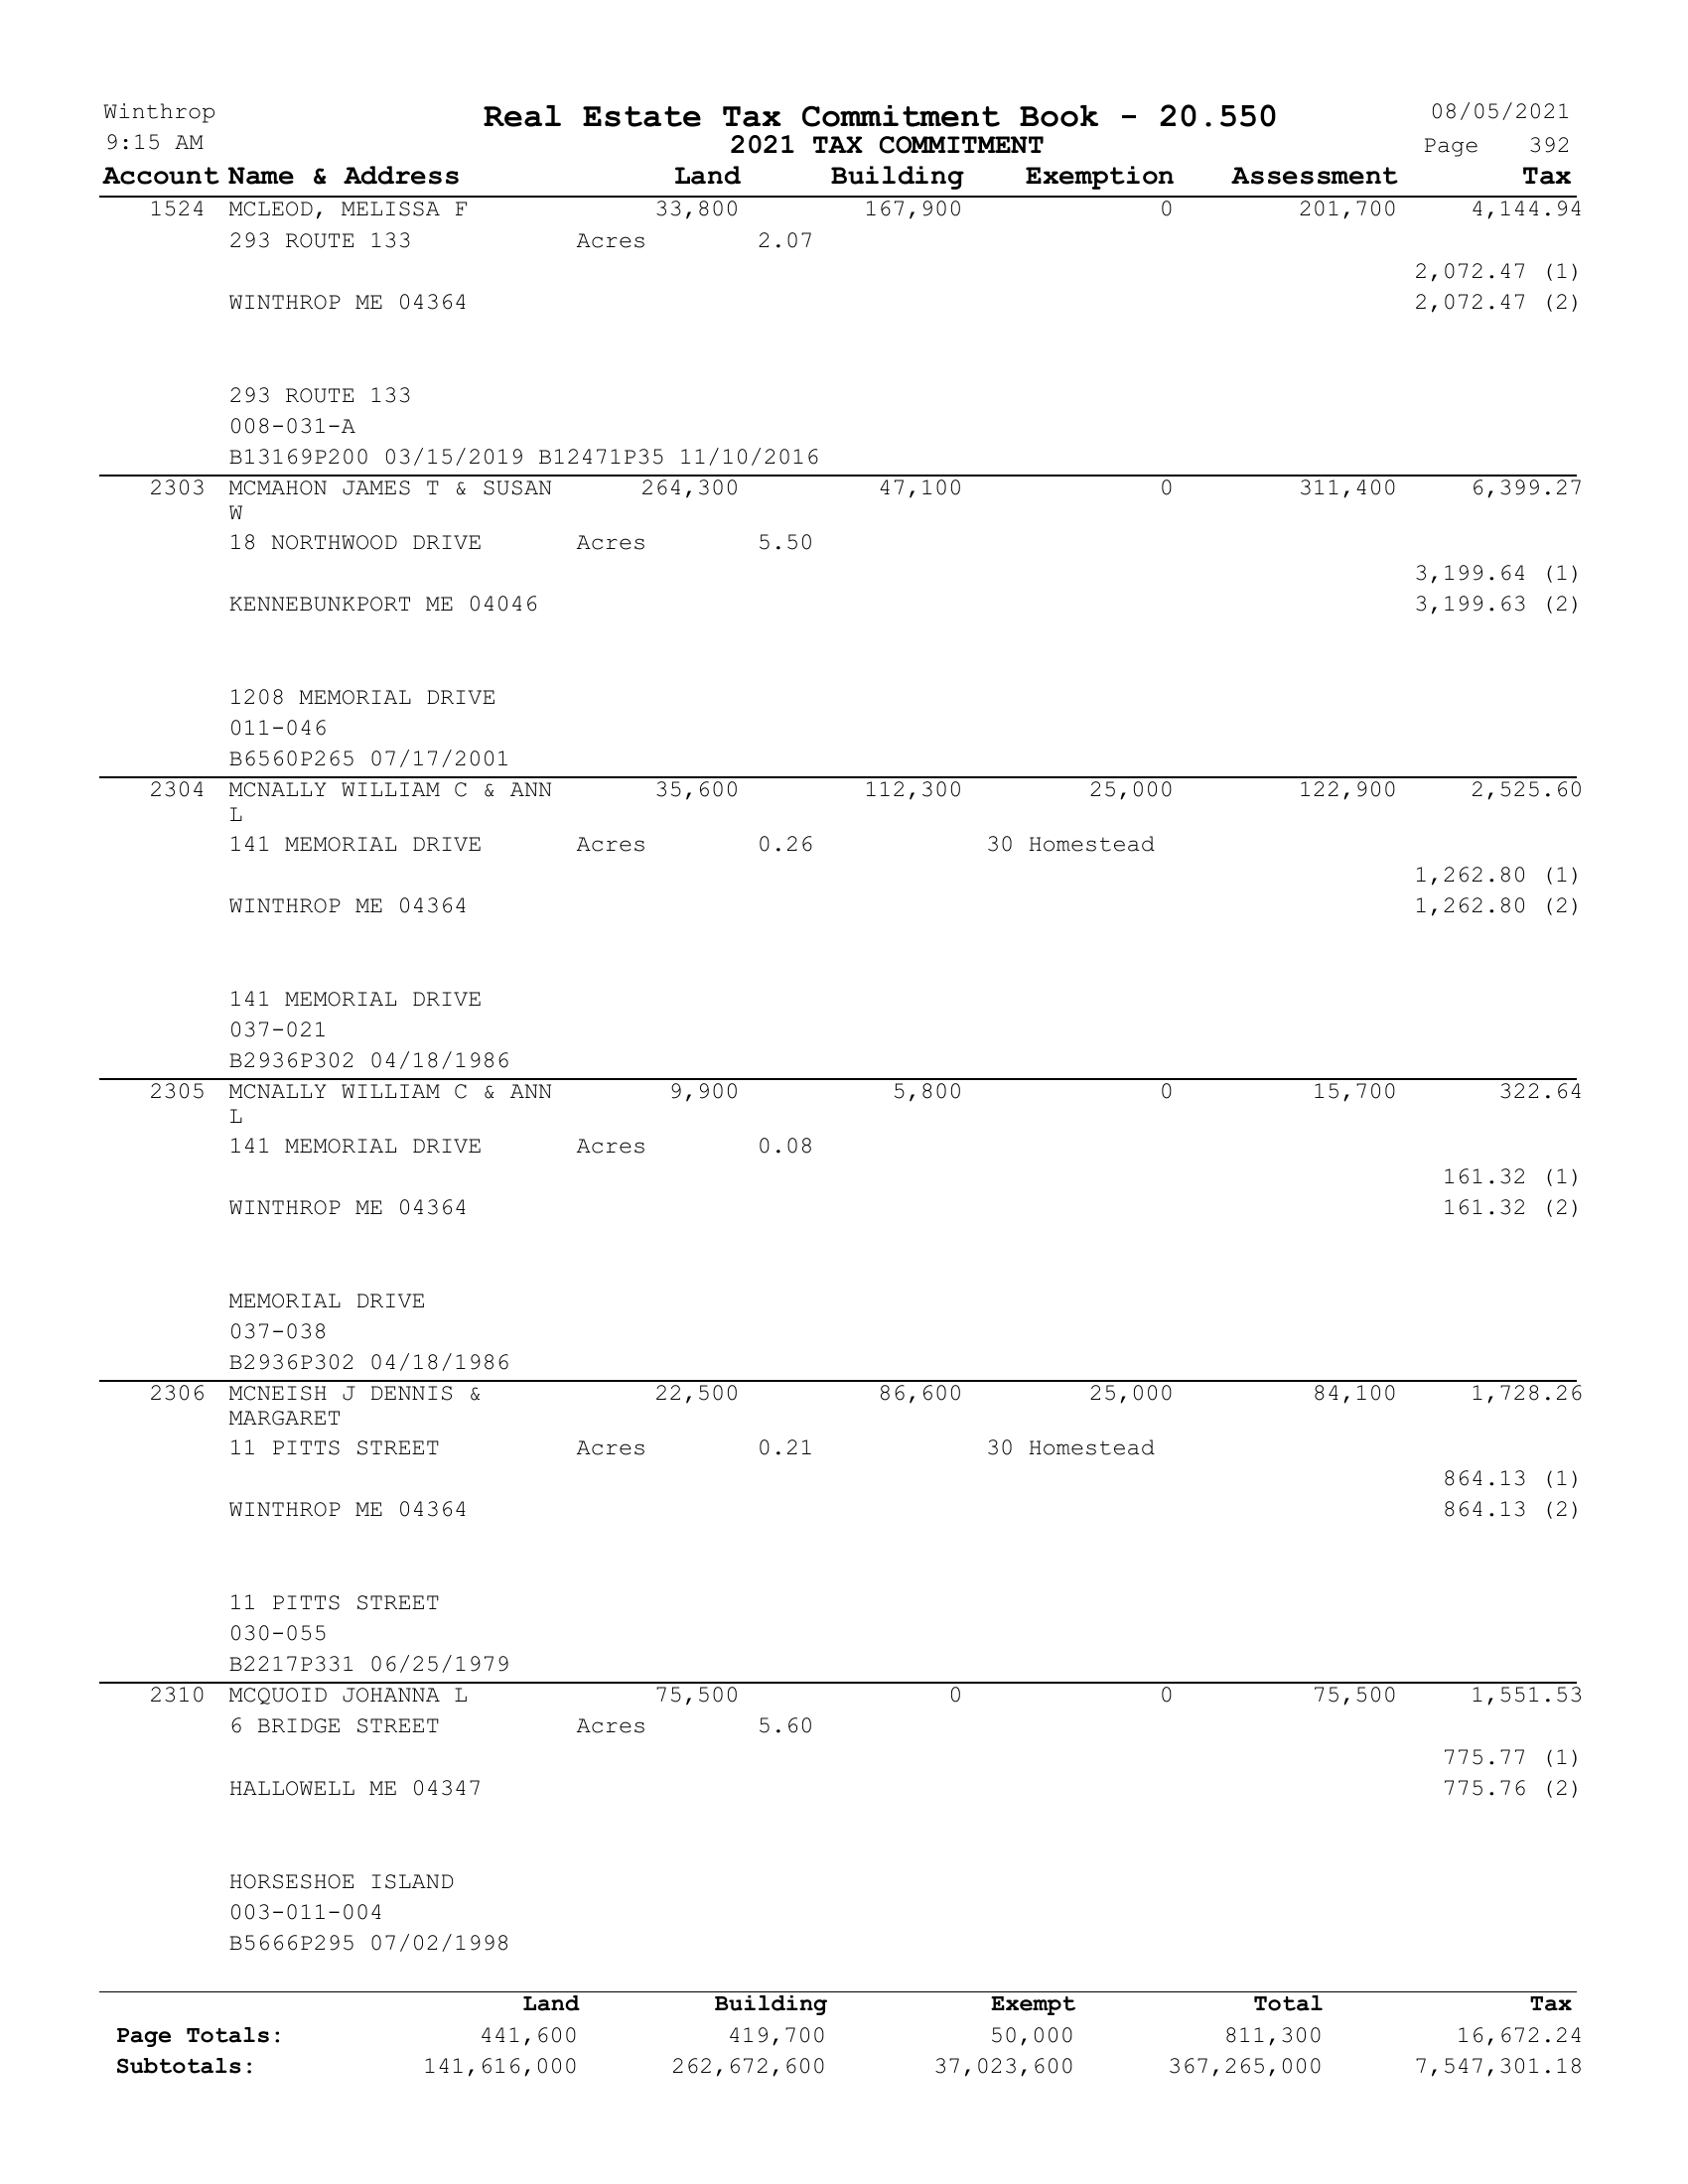 Winthrop Real Estate Tax Commitment Book - 20.550 08/05/2021
9:15 AM 2021 TAX COMMITMENT Page 392
Account Name & Address Land Building Exemption Assessment Tax
1524 MCLEOD, MELISSA F 33,800 167,900 0 201,700 4,144.94
293 ROUTE 133 Acres 2.07
2,072.47 (1)
WINTHROP ME 04364 2,072.47 (2)
293 ROUTE 133
008-031-A
B13169P200 03/15/2019 B12471P35 11/10/2016
2303 MCMAHON JAMES T & SUSAN 264,300 47,100 0 311,400 6,399.27
W
18 NORTHWOOD DRIVE Acres 5.50
3,199.64 (1)
KENNEBUNKPORT ME 04046 3,199.63 (2)
1208 MEMORIAL DRIVE
011-046
B6560P265 07/17/2001
2304 MCNALLY WILLIAM C & ANN 35,600 112,300 25,000 122,900 2,525.60
L
141 MEMORIAL DRIVE Acres 0.26 30 Homestead
1,262.80 (1)
WINTHROP ME 04364 1,262.80 (2)
141 MEMORIAL DRIVE
037-021
B2936P302 04/18/1986
2305 MCNALLY WILLIAM C & ANN 9,900 5,800 0 15,700 322.64
L
141 MEMORIAL DRIVE Acres 0.08
161.32 (1)
WINTHROP ME 04364 161.32 (2)
MEMORIAL DRIVE
037-038
B2936P302 04/18/1986
2306 MCNEISH J DENNIS & 22,500 86,600 25,000 84,100 1,728.26
MARGARET
11 PITTS STREET Acres 0.21 30 Homestead
864.13 (1)
WINTHROP ME 04364 864.13 (2)
11 PITTS STREET
030-055
B2217P331 06/25/1979
2310 MCQUOID JOHANNA L 75,500 0 0 75,500 1,551.53
6 BRIDGE STREET Acres 5.60
775.77 (1)
HALLOWELL ME 04347 775.76 (2)
HORSESHOE ISLAND
003-011-004
B5666P295 07/02/1998
Land Building Exempt Total Tax
Page Totals: 441,600 419,700 50,000 811,300 16,672.24
Subtotals: 141,616,000 262,672,600 37,023,600 367,265,000 7,547,301.18